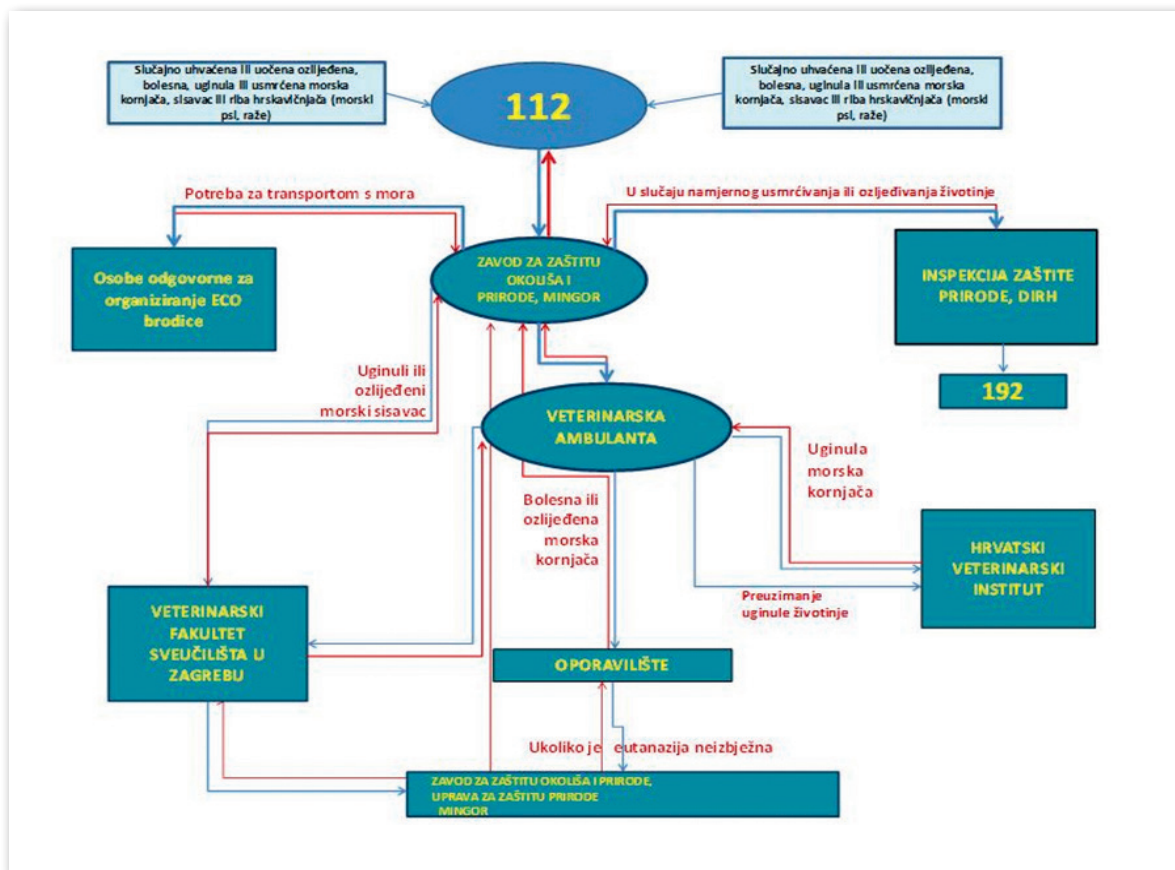 Slučajno uhvaćena ili uočena ozlijeđena,
bolesna, uginula ili usmrćena morska
kornjača, sisavac ili riba hrskavičnjača (morski
psi, raže)
112
Slučajno uhvaćena ili uočena ozlijeđena,
bolesna, uginula ili usmrćena morska
kornjača, sisavac ili riba hrskavičnjača (morski
psi, raže)
Potreba za transportom s mora
U slučaju namjernog usmrćivanja ili ozljeđivanja životinje
Osobe odgovorne za
organiziranje ECO
brodice
ZAVOD ZA ZAŠTITU
OKOLIŠA I
PRIRODE, MINGOR
INSPEKCIJA ZAŠTITE
PRIRODE, DIRH
192
Uginuli ili
ozlijeđeni
morski sisavac
VETERINARSKA
AMBULANTA
Uginula
morska
kornjača
Bolesna ili
ozlijeđena
morska
kornjača
HRVATSKI
VETERINARSKI
INSTITUT
Preuzimanje
uginule životinje
VETERINARSKI
FAKULTET
SVEUČILIŠTA U
ZAGREBU
OPORAVILIŠTE
Ukoliko je eutanazija neizbježna
ZAVOD ZA ZAŠTITU OKOLIŠA I PRIRODE,
UPRAVA ZA ZAŠTITU PRIRODE
MINGOR